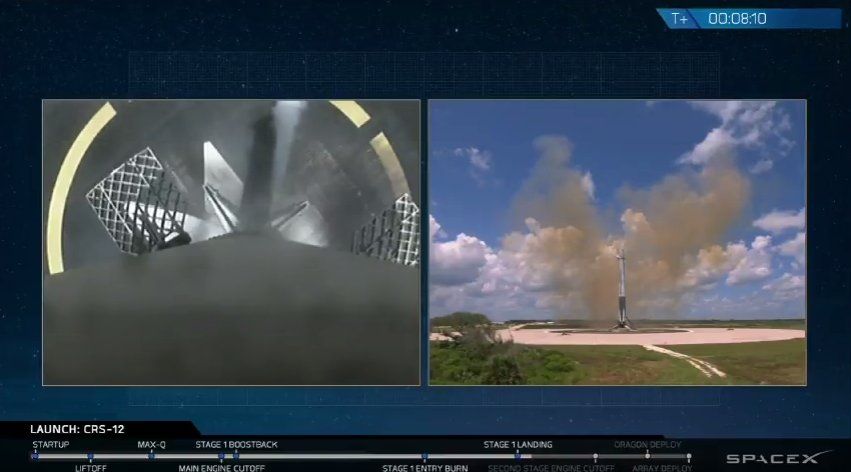 T+ 00:08:10
LAUNCH: CRS-12
STARTUP MAX-Q STAGE 1 BOOSTBACK STAGE 1 LANDING DRAGON DEPLOY
LIFTOFF MAIN ENGINE CUTOFF STAGE 1 ENTRY BURN SECOND STAGE ENGINE CUTOFF ARRAY DEPLOY
SPACEX